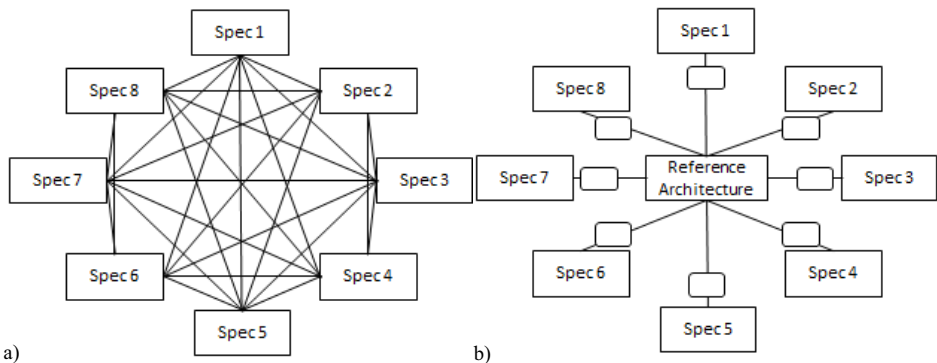 Spec 1
Spec 8
Spec 2
Spec 7
Spec 3
Spec 6
Spec 4
Spec 5
a)
Spec 1
Spec 8
Spec 2
Spec 7
Reference
Architecture
Spec 3
Spec 6
Spec 4
Spec 5
b)